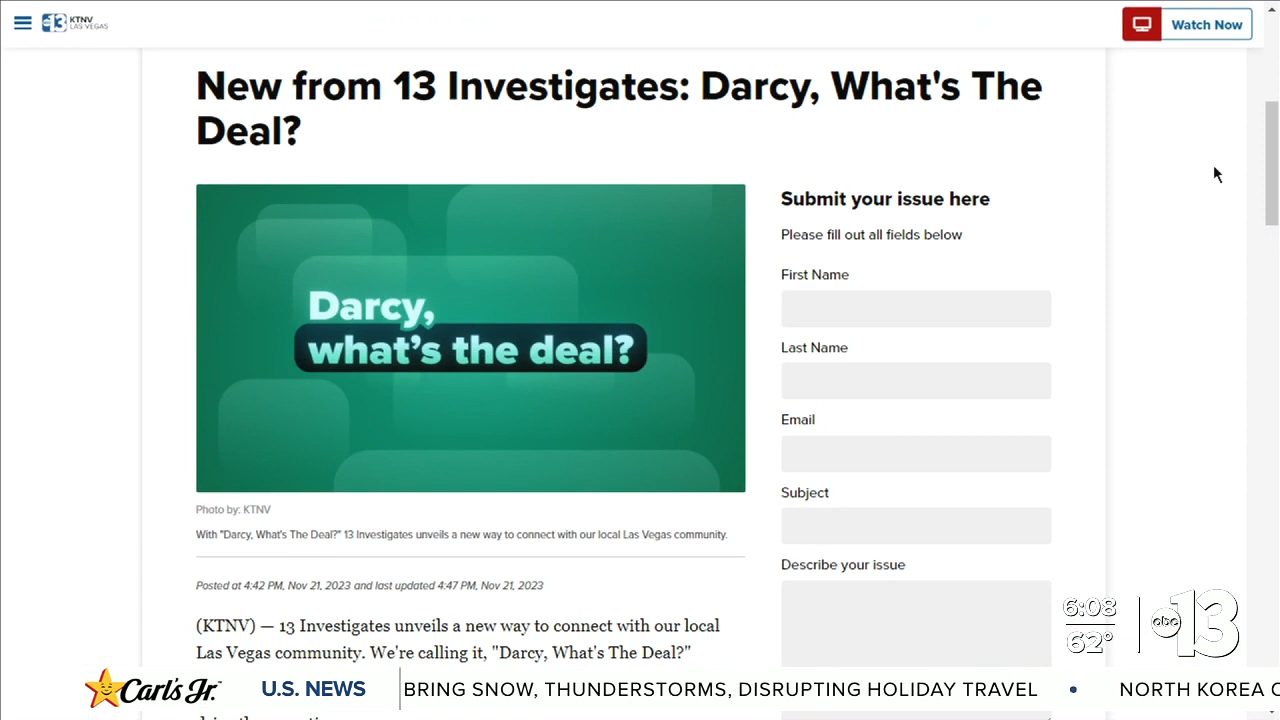 KTNV
LAS VEGAS
Watch Now
New from 13 Investigates: Darcy, What's The
Deal?
Darcy,
what's the deal?
Photo by: KTNV
With "Darcy, What's The Deal?" 13 Investigates unveils a new way to connect with our local Las Vegas community.
Posted at 4:42 PM, Nov 21, 2023 and last updated 4:47 PM, Nov 21, 2023
(KTNV) — 13 Investigates unveils a new way to connect with our local
Las Vegas community. We're calling it, "Darcy, What's The Deal?"
Submit your issue here
Please fill out all fields below
First Name
Last Name
Email
Subject
Describe your issue
6:08
62°
abc 13
Carl's Jr.
U.S. NEWS
BRING SNOW, THUNDERSTORMS, DISRUPTING HOLIDAY TRAVEL • NORTH KOREA